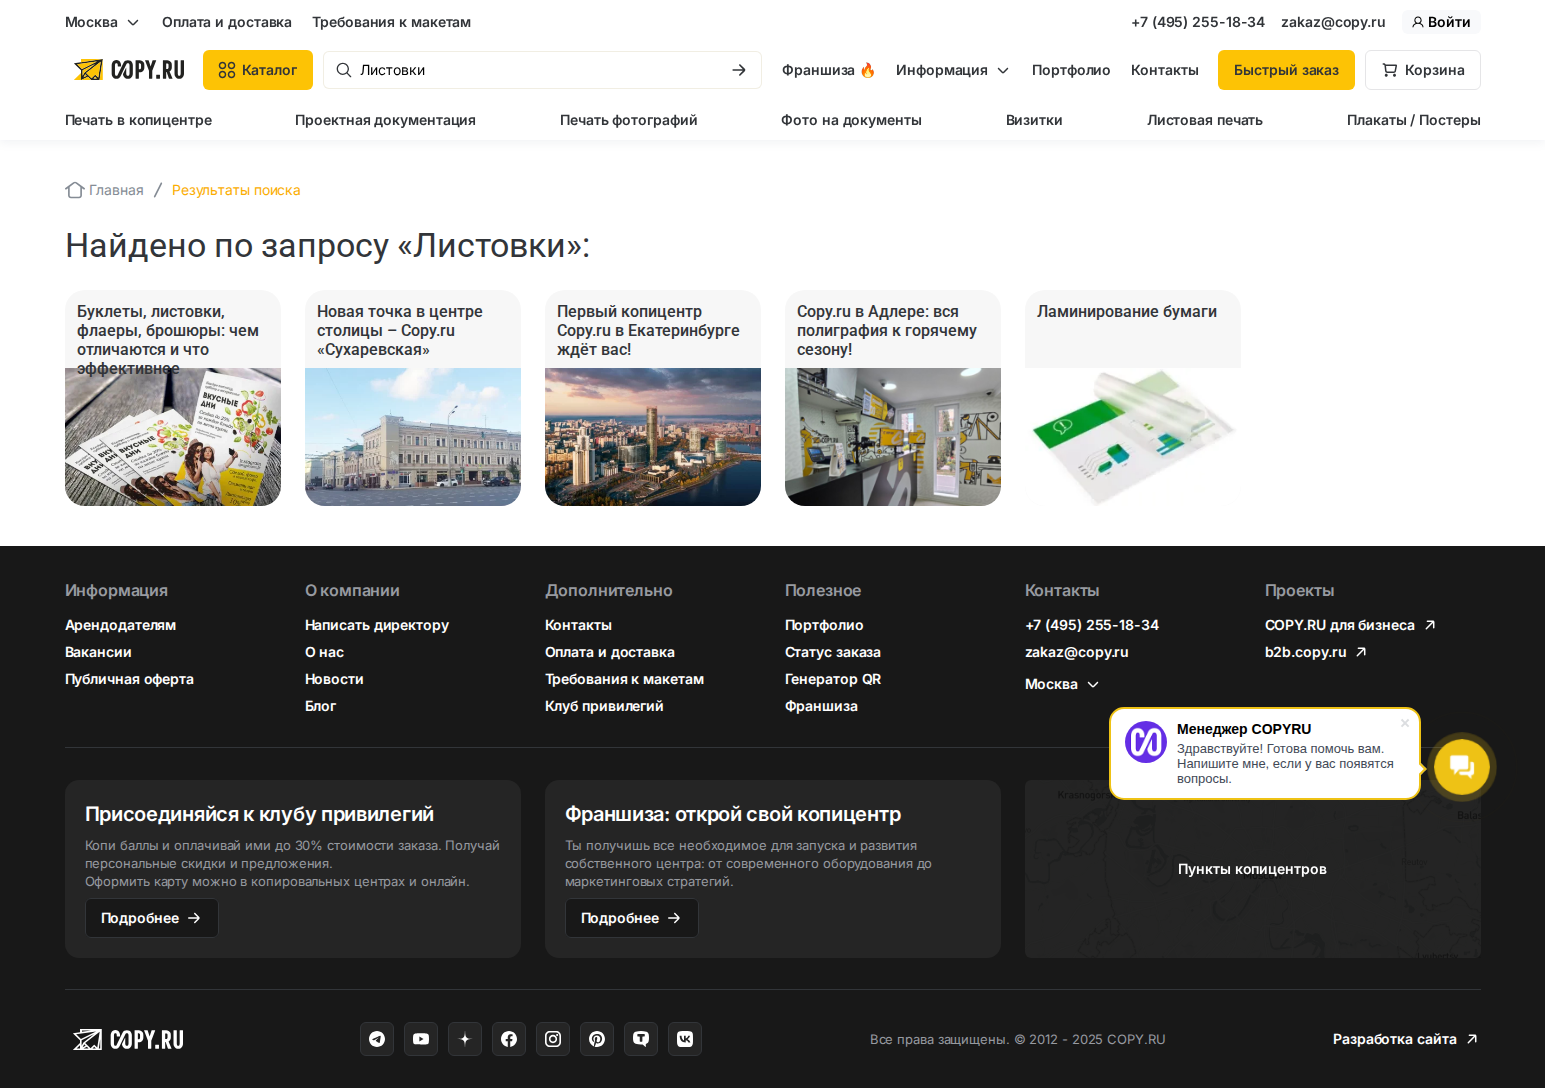 Москва Оплата и доставка Требования к макетам +7 (495) 255-18-34 zakaz@copy.ru Войти
COPY.RU Каталог Листовки Франшиза Информация Портфолио Контакты Быстрый заказ Корзина
Печать в копицентре Проектная документация Печать фотографий Фото на документы Визитки Листовая печать Плакаты / Постеры
Главная / Результаты поиска
Найдено по запросу «Листовки»:
Буклеты, листовки,
флаеры, брошюры: чем
отличаются и что
эффективнее
ВКУСНЫЕ
ДНИ
Новая точка в центре
столицы – Copy.ru
«Сухаревская»
Первый копицентр
Copy.ru в Екатеринбурге
ждёт вас!
Copy.ru в Адлере: вся
полиграфия к горячему
сезону!
Ламинирование бумаги
Информация
Арендодателям
Вакансии
Публичная оферта
О компании
Написать директору
О нас
Новости
Блог
Дополнительно
Контакты
Оплата и доставка
Требования к макетам
Клуб привилегий
Полезное
Портфолио
Статус заказа
Генератор QR
Франшиза
Контакты
+7 (495) 255-18-34
zakaz@copy.ru
Москва
Проекты
COPY.RU для бизнеса
b2b.copy.ru
Менеджер COPYRU
Здравствуйте! Готова помочь вам.
Напишите мне, если у вас появятся
вопросы.
Присоединяйся к клубу привилегий
Копи баллы и оплачивай ими до 30% стоимости заказа. Получай
персональные скидки и предложения.
Оформить карту можно в копировальных центрах и онлайн.
Подробнее
Франшиза: открой свой копицентр
Ты получишь все необходимое для запуска и развития
собственного центра: от современного оборудования до
маркетинговых стратегий.
Подробнее
Пункты копицентров
COPY.RU Все права защищены. © 2012 - 2025 COPY.RU Разработка сайта